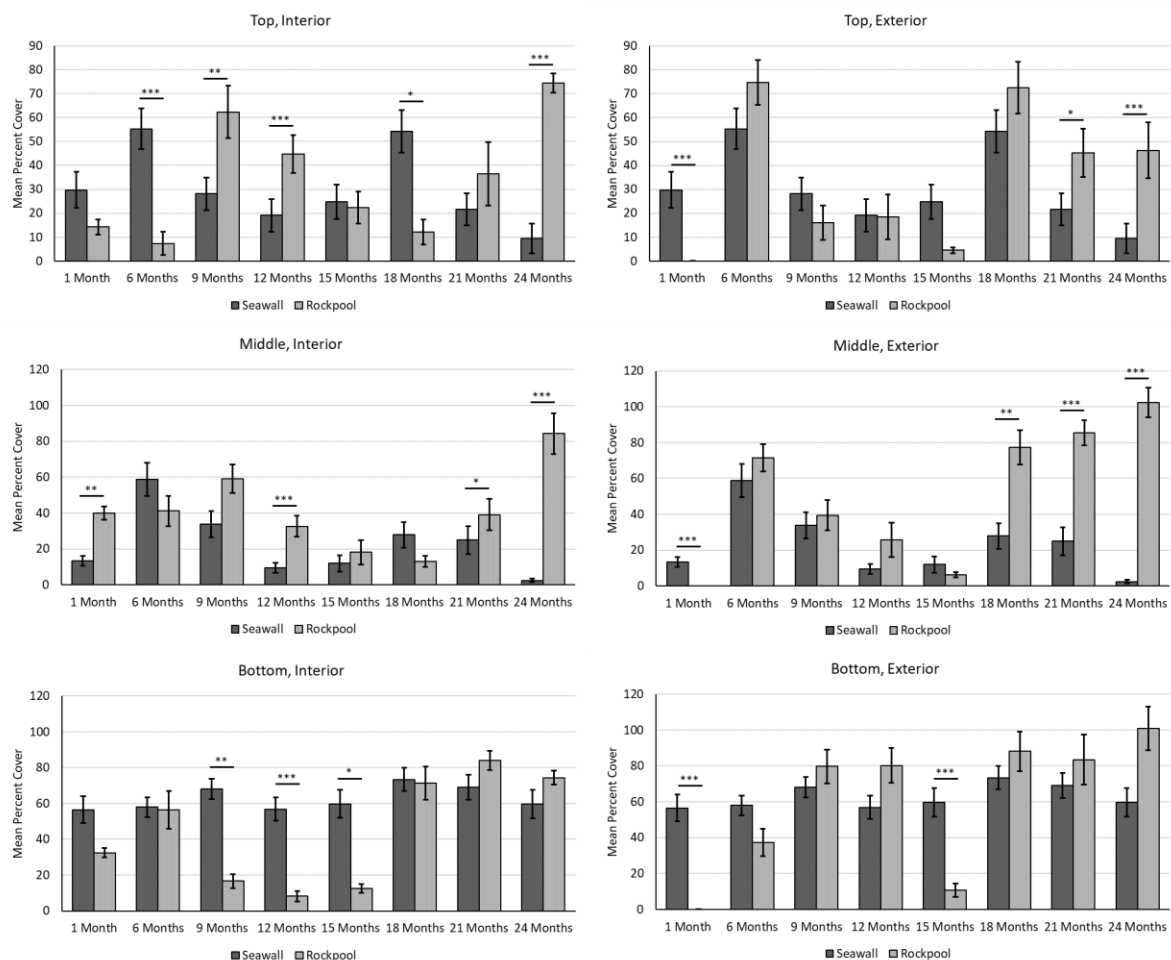 Top, Interior
Mean Percent Cover
90
80
70
60
50
40
30
20
10
0
***
**
***
*
***
1 Month 6 Months 9 Months 12 Months 15 Months 18 Months 21 Months 24 Months
Seawall Rockpool
Top, Exterior
Mean Percent Cover
90
80
70
60
50
40
30
20
10
0
***
*
***
1 Month 6 Months 9 Months 12 Months 15 Months 18 Months 21 Months 24 Months
Seawall Rockpool
Middle, Interior
Mean Percent Cover
120
100
80
60
40
20
0
**
***
*
***
1 Month 6 Months 9 Months 12 Months 15 Months 18 Months 21 Months 24 Months
Seawall Rockpool
Middle, Exterior
Mean Percent Cover
120
100
80
60
40
20
0
***
**
***
***
1 Month 6 Months 9 Months 12 Months 15 Months 18 Months 21 Months 24 Months
Seawall Rockpool
Bottom, Interior
Mean Percent Cover
120
100
80
60
40
20
0
**
***
*
1 Month 6 Months 9 Months 12 Months 15 Months 18 Months 21 Months 24 Months
Seawall Rockpool
Bottom, Exterior
Mean Percent Cover
120
100
80
60
40
20
0
***
***
1 Month 6 Months 9 Months 12 Months 15 Months 18 Months 21 Months 24 Months
Seawall Rockpool